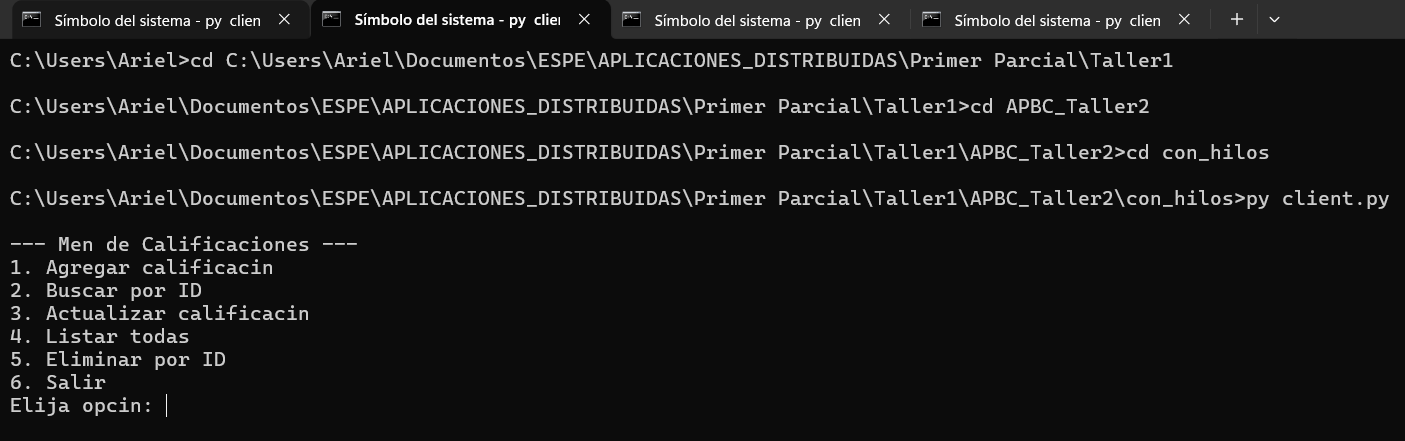 Símbolo del sistema - py clien
Símbolo del sistema - py clien
Símbolo del sistema - py clien
Símbolo del sistema - py clien
C:\Users\Ariel>cd C:\Users\Ariel\Documentos\ESPE\APLICACIONES_DISTRIBUIDAS\Primer Parcial\Taller1
C:\Users\Ariel\Documentos\ESPE\APLICACIONES_DISTRIBUIDAS\Primer Parcial\Taller1>cd APBC_Taller2
C:\Users\Ariel\Documentos\ESPE\APLICACIONES_DISTRIBUIDAS\Primer Parcial\Taller1\APBC_Taller2>cd con_hilos
C:\Users\Ariel\Documentos\ESPE\APLICACIONES_DISTRIBUIDAS\Primer Parcial\Taller1\APBC_Taller2\con_hilos>py client.py
--- Men de Calificaciones ---
1. Agregar calificacin
2. Buscar por ID
3. Actualizar calificacin
4. Listar todas
5. Eliminar por ID
6. Salir
Elija opcin: